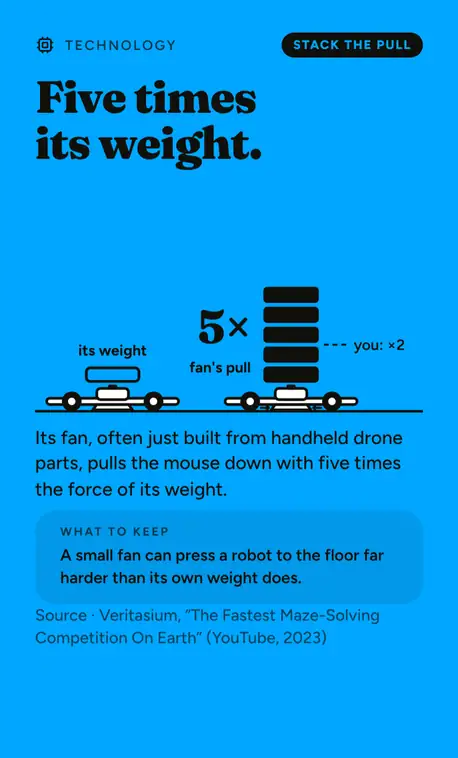 TECHNOLOGY
STACK THE PULL
Five times
its weight.
5×
its weight
fan's pull
you: ×2
Its fan, often just built from handheld drone
parts, pulls the mouse down with five times
the force of its weight.
WHAT TO KEEP
A small fan can press a robot to the floor far
harder than its own weight does.
Source · Veritasium, “The Fastest Maze-Solving
Competition On Earth” (YouTube, 2023)